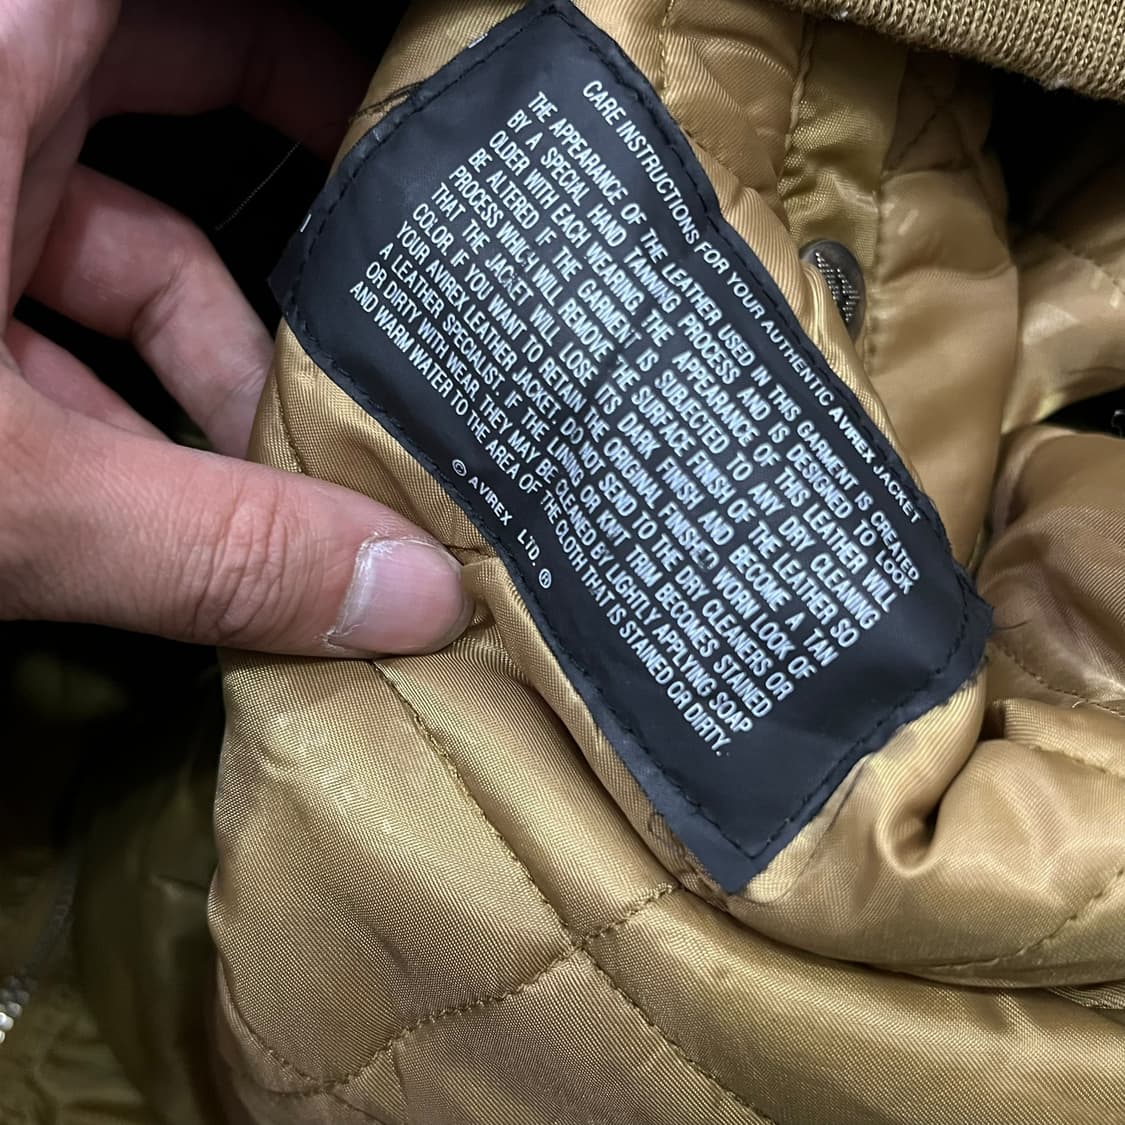 CARE INSTRUCTIONS FOR YOUR AUTHENTIC AVIREX JACKET
THE APPEARANCE OF THE LEATHER USED IN THIS GARMENT IS CREATED
BY A SPECIAL HAND TANNING PROCESS AND IS DESIGNED TO LOOK
OLDER WITH EACH WEARING. THE APPEARANCE OF THIS LEATHER WILL
BE ALTERED IF THE GARMENT IS SUBJECTED TO ANY DRY CLEANING
PROCESS WHICH WILL REMOVE THE SURFACE FINISH OF THE LEATHER SO
THAT THE JACKET WILL LOSE ITS DARK FINISH AND BECOME A TAN
COLOR. IF YOU WANT TO RETAIN THE ORIGINAL FINISHED WORN LOOK OF
YOUR AVIREX LEATHER JACKET DO NOT SEND TO THE DRY CLEANERS OR
A LEATHER SPECIALIST. IF THE LINING OR KNIT TRIM BECOMES STAINED
OR DIRTY WITH WEAR, THEY MAY BE CLEANED BY LIGHTLY APPLYING SOAP
AND WARM WATER TO THE AREA OF THE CLOTH THAT IS STAINED OR DIRTY.
© AVIREX LTD. ®